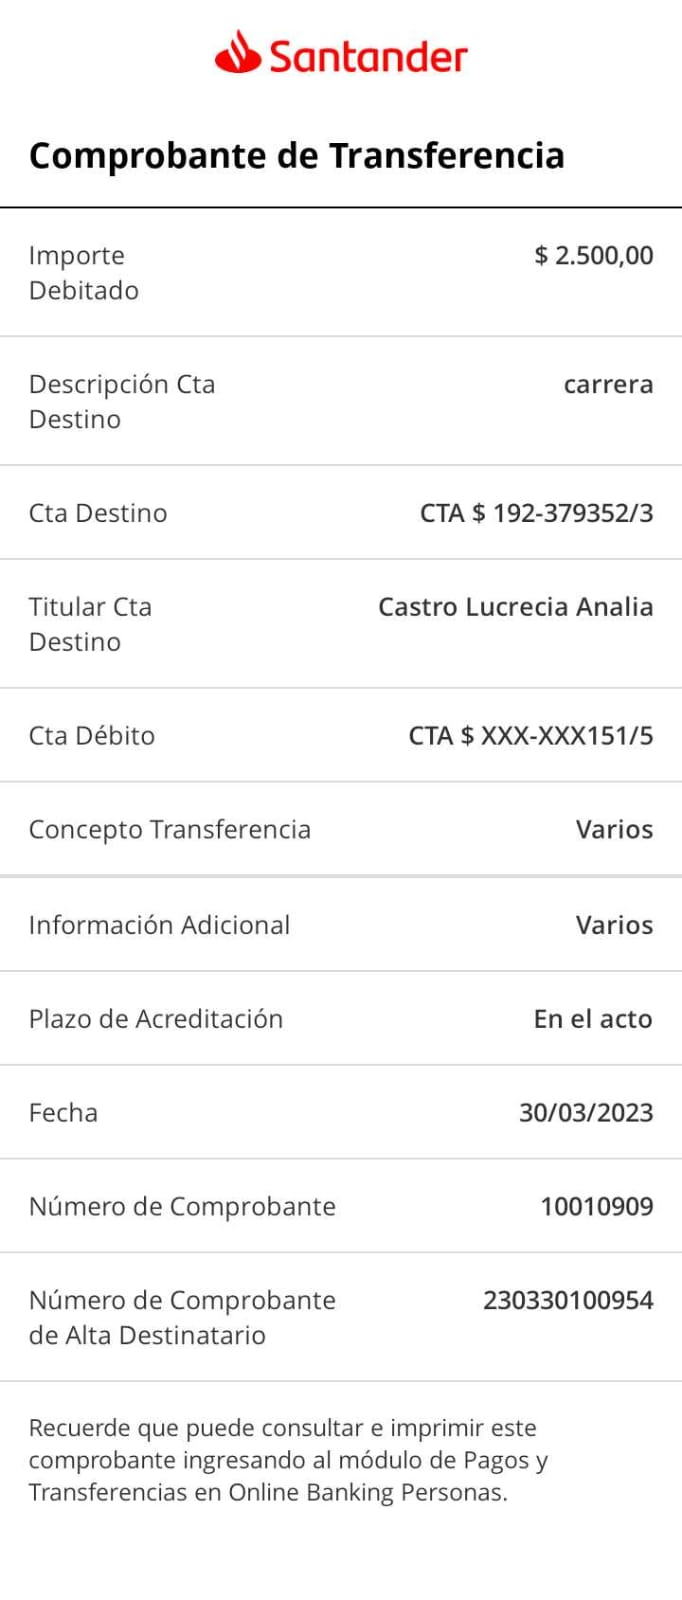 Santander
Comprobante de Transferencia
Importe
Debitado
$ 2.500,00
Descripción Cta
Destino
carrera
Cta Destino
CTA $ 192-379352/3
Titular Cta
Destino
Castro Lucrecia Analia
Cta Débito
CTA $ XXX-XXX151/5
Concepto Transferencia
Varios
Información Adicional
Varios
Plazo de Acreditación
En el acto
Fecha
30/03/2023
Número de Comprobante
10010909
Número de Comprobante
de Alta Destinatario
230330100954
Recuerde que puede consultar e imprimir este
comprobante ingresando al módulo de Pagos y
Transferencias en Online Banking Personas.